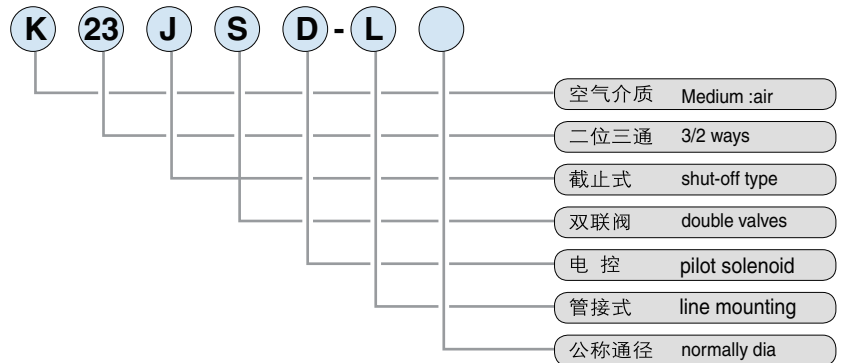 K 23 J S D - L
空气介质 Medium :air
二位三通 3/2 ways
截止式 shut-off type
双联阀 double valves
电 控 pilot solenoid
管接式 line mounting
公称通径 normally dia